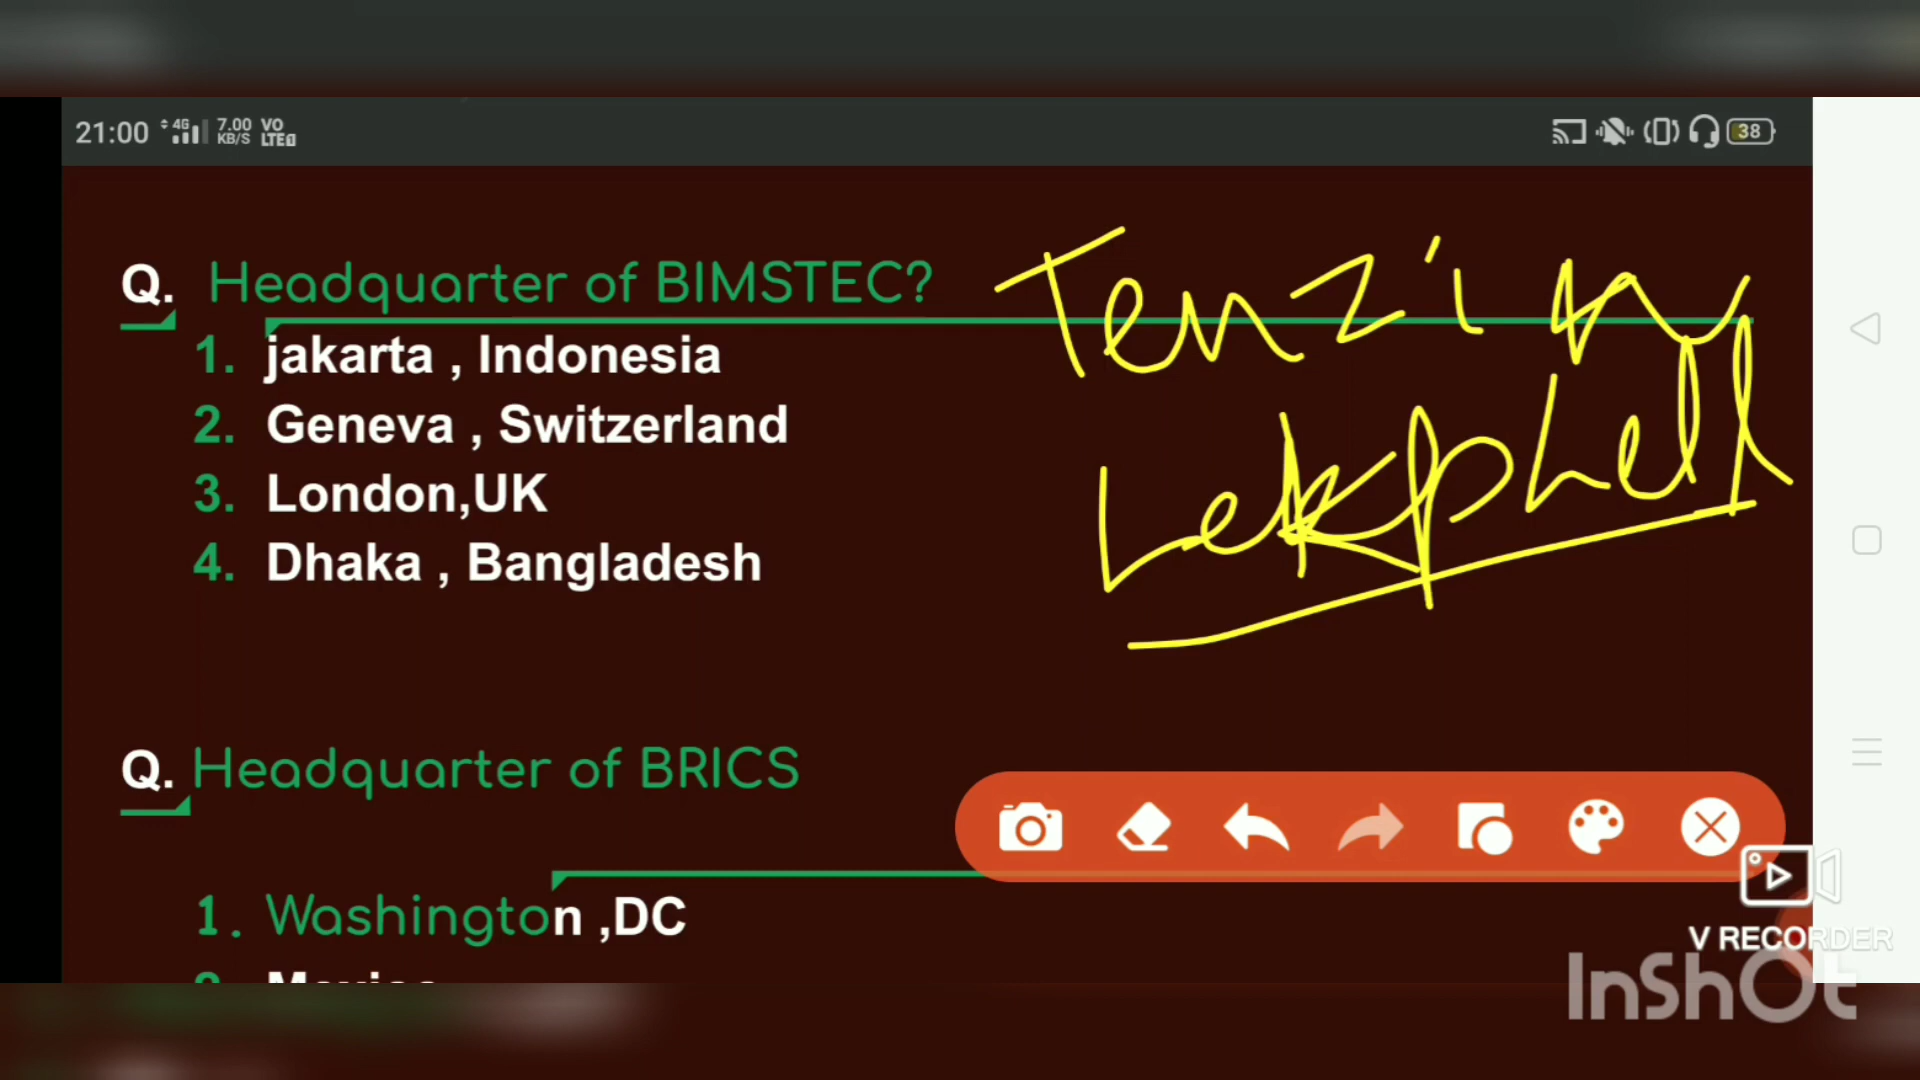 21:00 4G 7.00 KB/S VO LTE 1 38
Q. Headquarter of BIMSTEC?
1. jakarta , Indonesia
2. Geneva , Switzerland
3. London,UK
4. Dhaka , Bangladesh
Tenzin
Lekphell
Q. Headquarter of BRICS
1. Washington ,DC
V RECORDER
InShOt